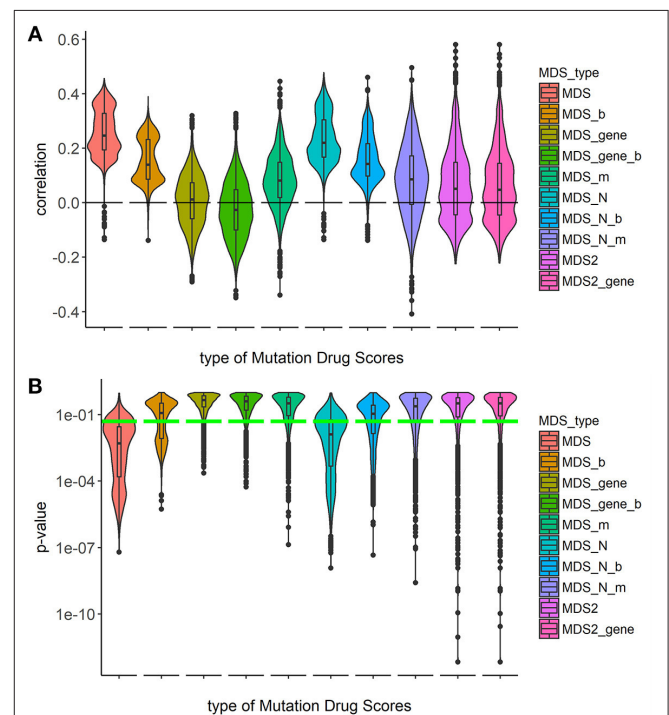 A
0.6
0.4
0.2
0.0
-0.2
-0.4
correlation
type of Mutation Drug Scores
MDS_type
MDS
MDS_b
MDS_gene
MDS_gene_b
MDS_m
MDS_N
MDS_N_b
MDS_N_m
MDS2
MDS2_gene
B
1e-01
1e-04
1e-07
1e-10
p-value
type of Mutation Drug Scores
MDS_type
MDS
MDS_b
MDS_gene
MDS_gene_b
MDS_m
MDS_N
MDS_N_b
MDS_N_m
MDS2
MDS2_gene